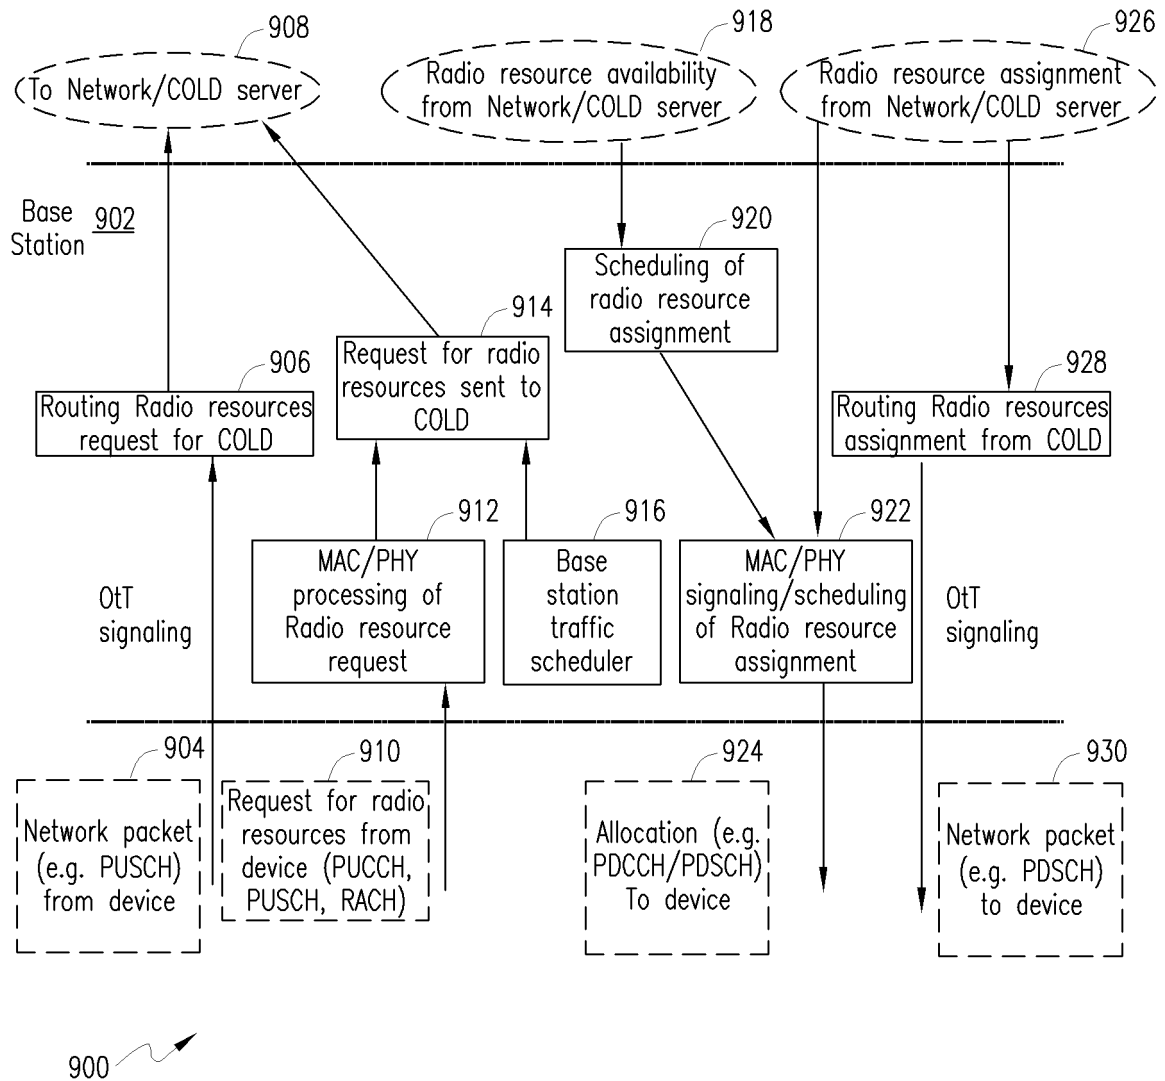 908
To Network/COLD server
918
Radio resource availability
from Network/COLD server
926
Radio resource assignment
from Network/COLD server
Base
Station
902
920
Scheduling of
radio resource
assignment
914
Request for radio
resources sent to
COLD
906
Routing Radio resources
request for COLD
928
Routing Radio resources
assignment from COLD
912
MAC/PHY
processing of
Radio resource
request
916
Base
station
traffic
scheduler
922
MAC/PHY
signaling/scheduling
of Radio resource
assignment
OtT
signaling
OtT
signaling
904
Network packet
(e.g. PUSCH)
from device
910
Request for radio
resources from
device (PUCCH,
PUSCH, RACH)
924
Allocation (e.g.
PDCCH/PDSCH)
To device
930
Network packet
(e.g. PDSCH)
to device
900